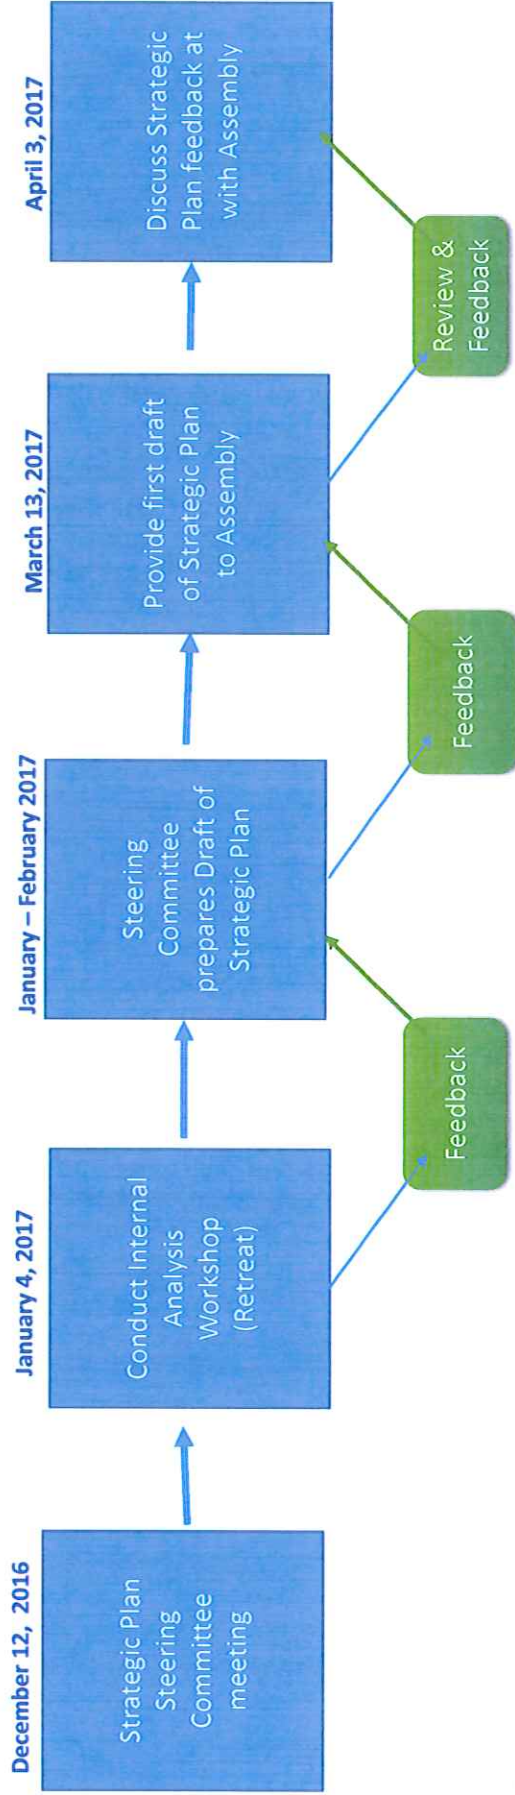 December 12, 2016
Strategic Plan
Steering
Committee
meeting
January 4, 2017
Conduct Internal
Analysis
Workshop
(Retreat)
Feedback
January – February 2017
Steering
Committee
prepares Draft of
Strategic Plan
Feedback
March 13, 2017
Provide first draft
of Strategic Plan
to Assembly
Review &
Feedback
April 3, 2017
Discuss Strategic
Plan feedback at
with Assembly